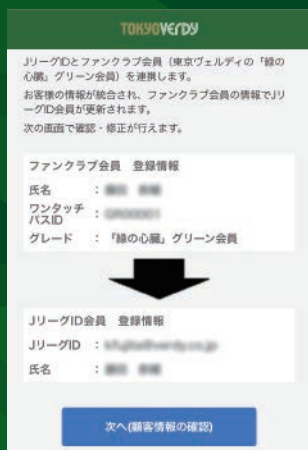 TOKYO VERDY
JリーグIDとファンクラブ会員（東京ヴェルディの「緑の
心臓」グリーン会員）を連携します。
お客様の情報が統合され、ファンクラブ会員の情報でJリ
ーグID会員が更新されます。
次の画面で確認・修正が行えます。
ファンクラブ会員　登録情報
氏名　：
ワンタッチ
パスID　：
グレード　：「緑の心臓」グリーン会員
JリーグID会員　登録情報
JリーグID　：
氏名　：
次へ(顧客情報の確認)